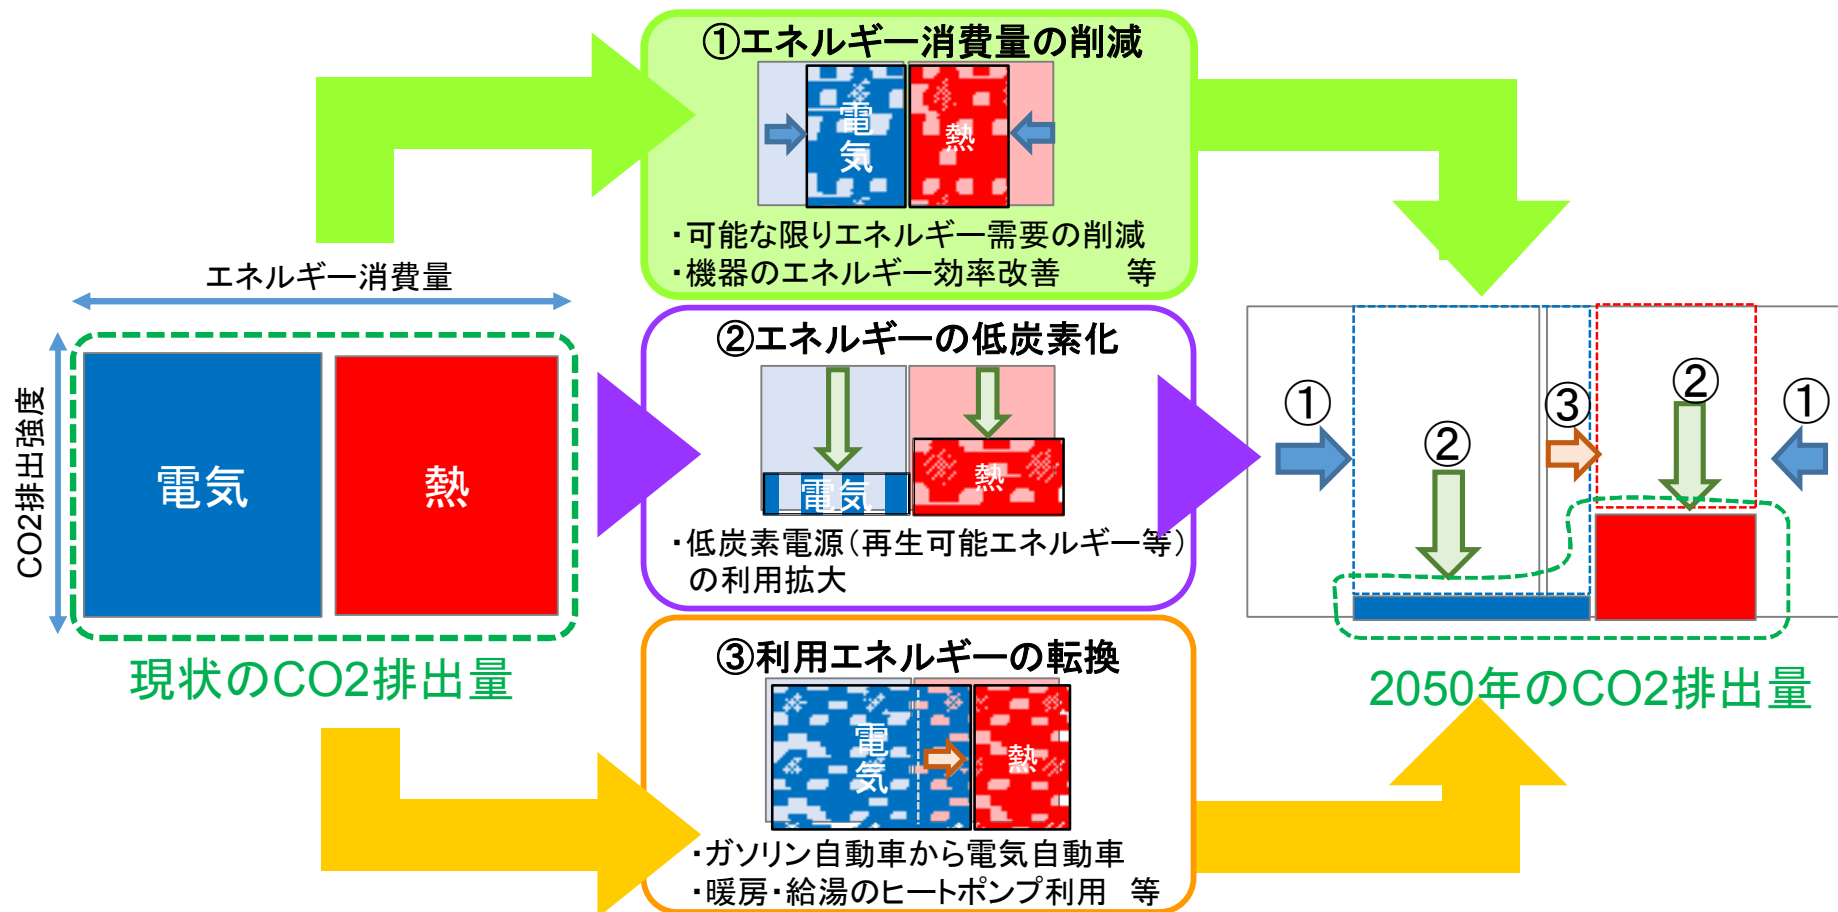 ①エネルギー消費量の削減
電気
熱
・可能な限りエネルギー需要の削減
・機器のエネルギー効率改善　等
エネルギー消費量
CO2排出強度
電気
熱
現状のCO2排出量
②エネルギーの低炭素化
電気
熱
・低炭素電源(再生可能エネルギー等)
の利用拡大
③利用エネルギーの転換
電気
熱
・ガソリン自動車から電気自動車
・暖房・給湯のヒートポンプ利用　等
①
②
③
②
①
2050年のCO2排出量